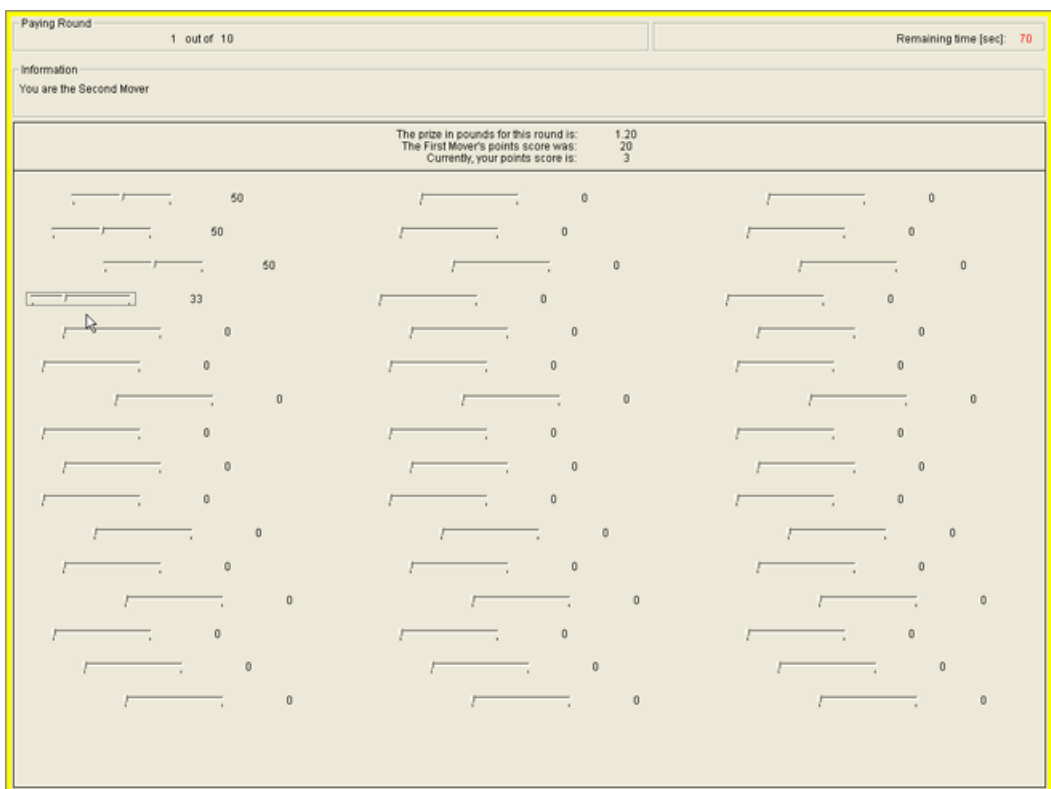 Paying Round
1 out of 10
Remaining time [sec]: 70
Information
You are the Second Mover
The prize in pounds for this round is: 1.20
The First Mover's points score was: 20
Currently, your points score is: 3
50 0 0
50 0 0
50 0 0
33 0 0
0 0 0
0 0 0
0 0 0
0 0 0
0 0 0
0 0 0
0 0 0
0 0 0
0 0 0
0 0 0
0 0 0
0 0 0